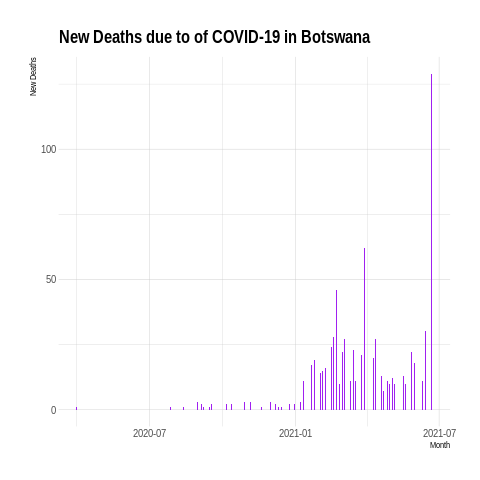 New Deaths due to of COVID-19 in Botswana
New Deaths
100
50
0
2020-07
2021-01
2021-07
Month